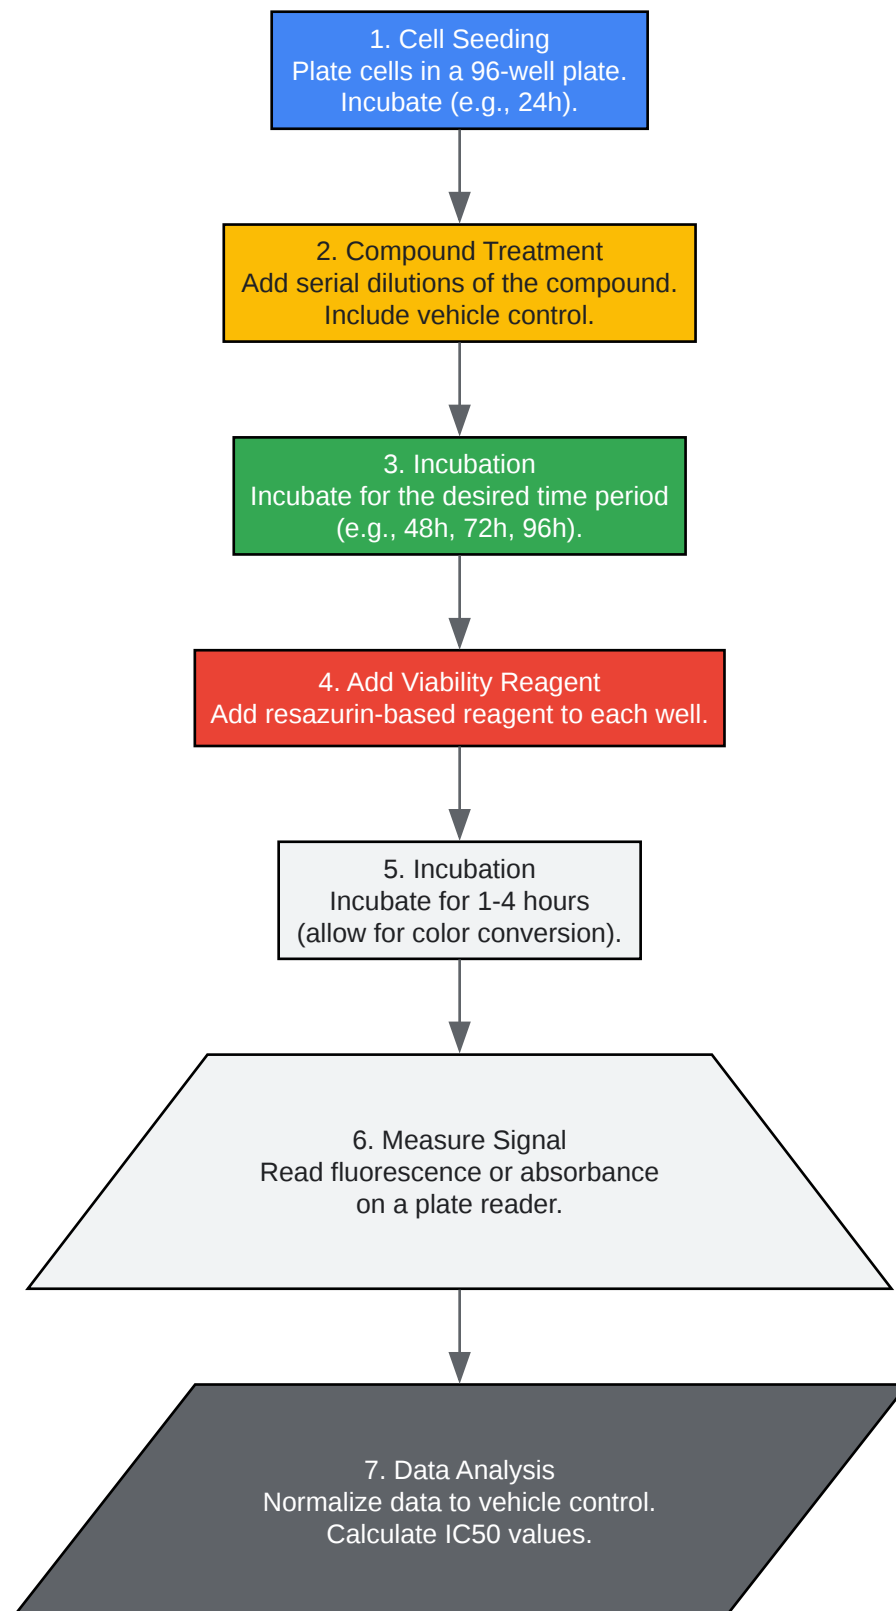 1. Cell Seeding
Plate cells in a 96-well plate.
Incubate (e.g., 24h).
2. Compound Treatment
Add serial dilutions of the compound.
Include vehicle control.
3. Incubation
Incubate for the desired time period
(e.g., 48h, 72h, 96h).
4. Add Viability Reagent
Add resazurin-based reagent to each well.
5. Incubation
Incubate for 1-4 hours
(allow for color conversion).
6. Measure Signal
Read fluorescence or absorbance
on a plate reader.
7. Data Analysis
Normalize data to vehicle control.
Calculate IC50 values.